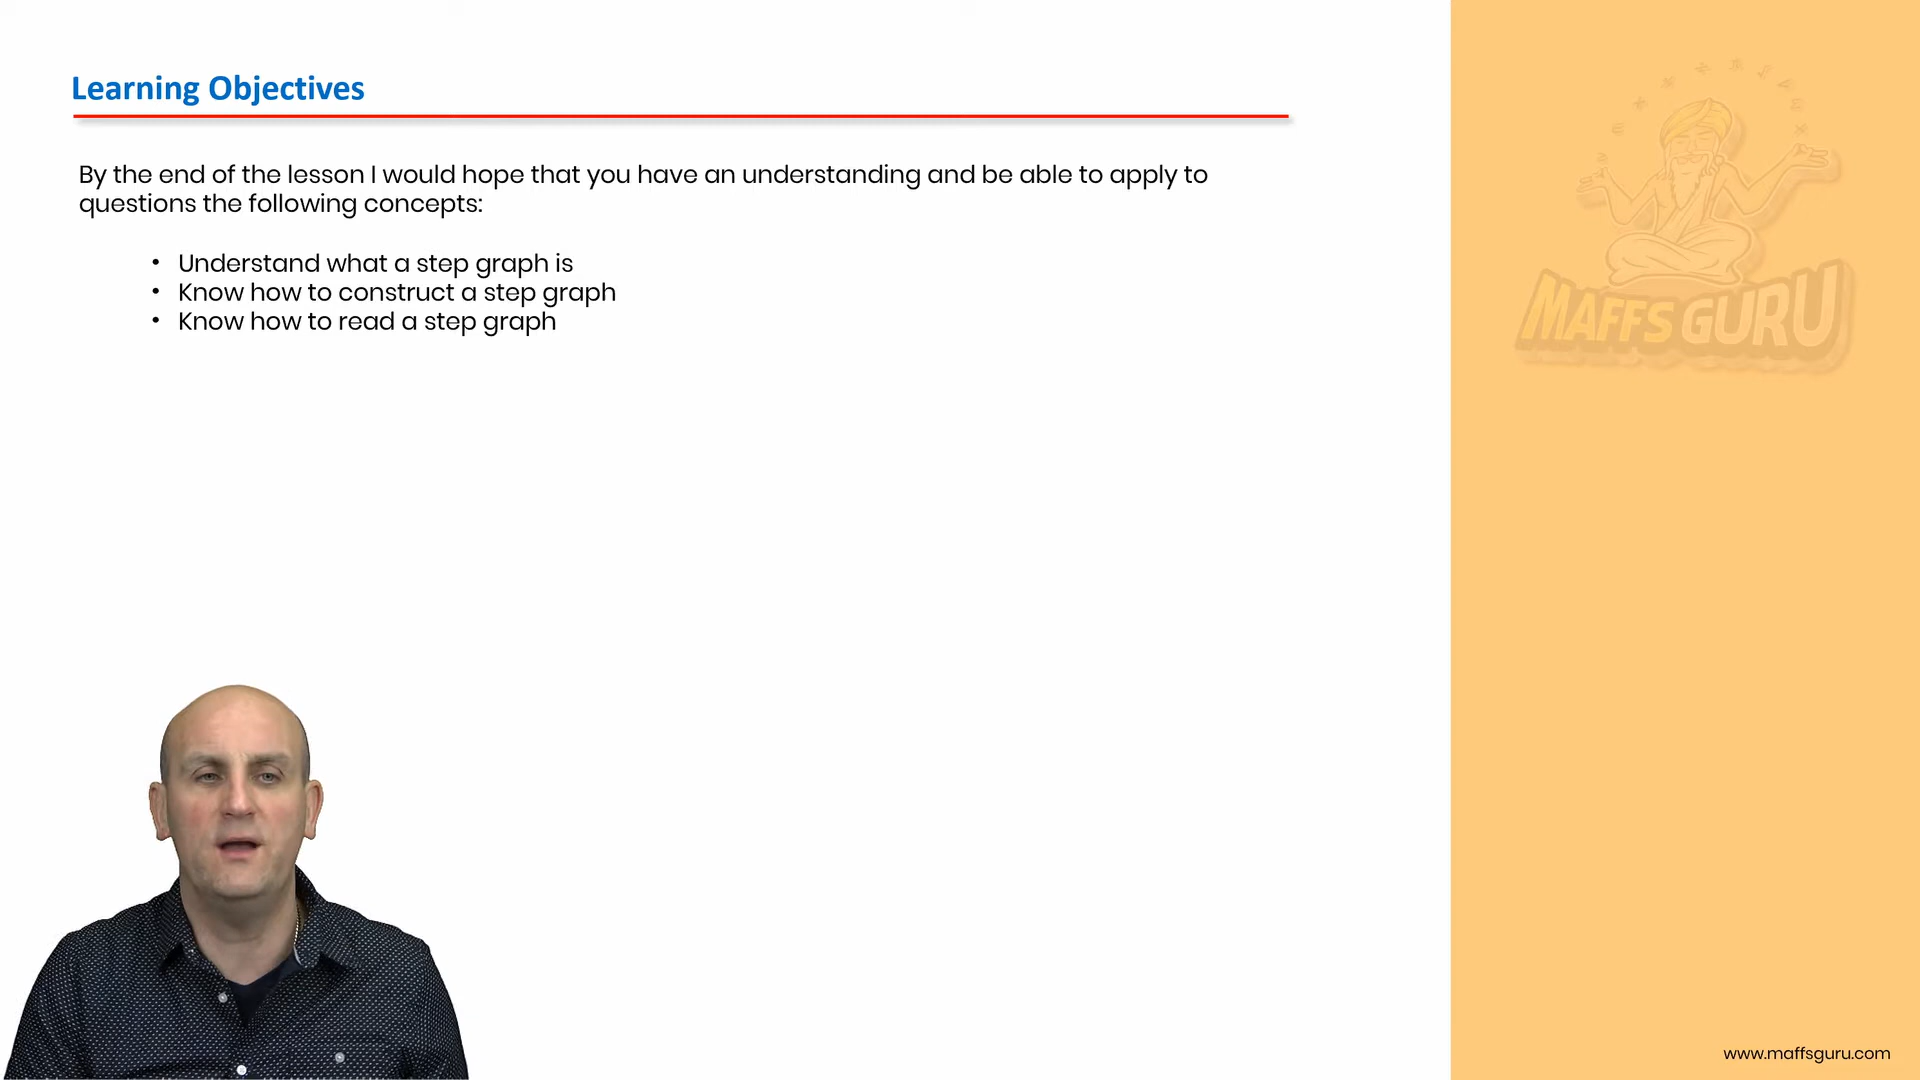 Learning Objectives
By the end of the lesson I would hope that you have an understanding and be able to apply to
questions the following concepts:
• Understand what a step graph is
• Know how to construct a step graph
• Know how to read a step graph
MAFFS GURU
www.maffsguru.com